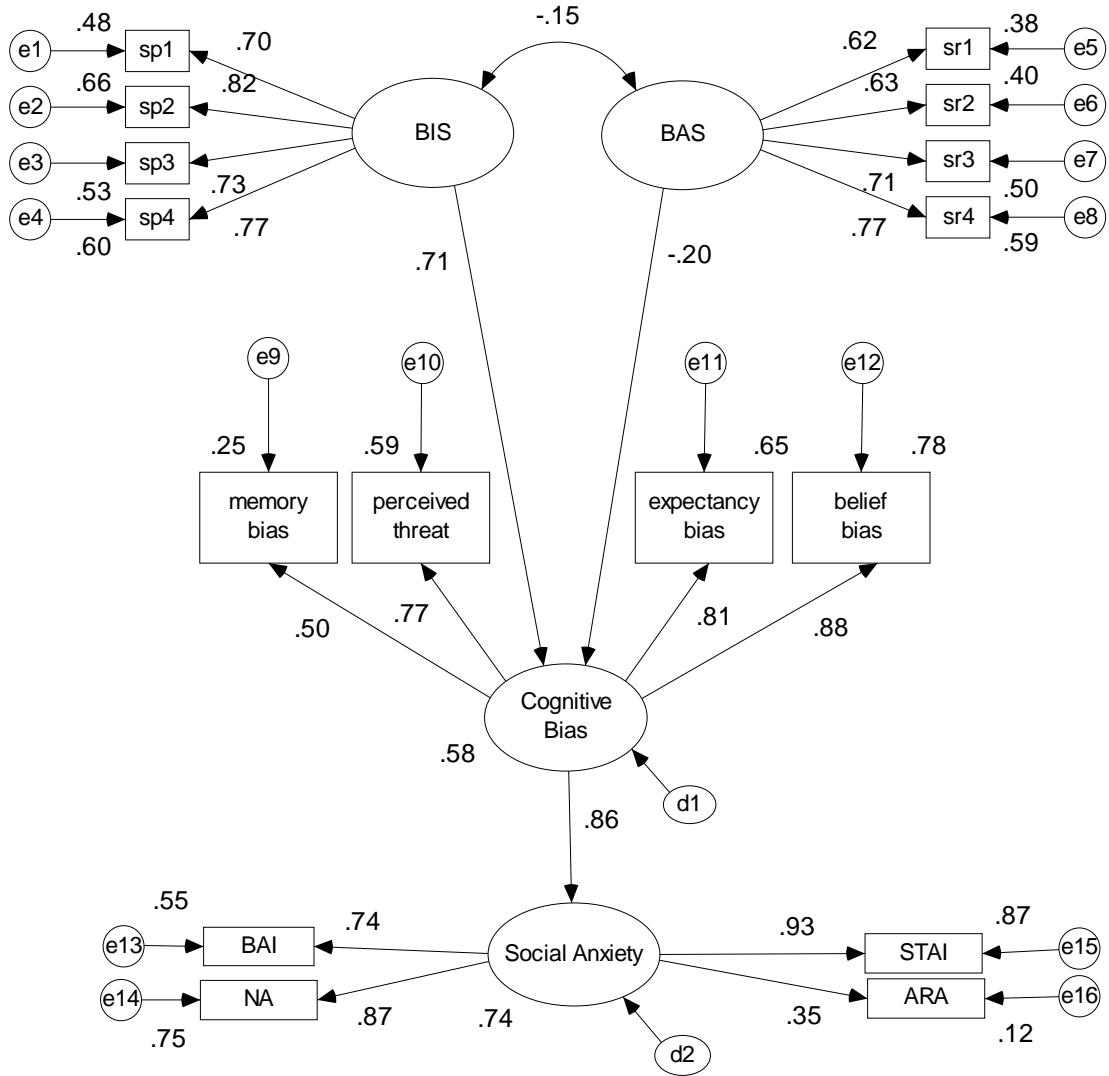 -.15
.48
.70
.62
.38
e1
sp1
sr1
e5
.66
.82
.63
.40
e2
sp2
BIS
BAS
sr2
e6
e3
sp3
sr3
e7
.53
.73
.71
.50
e4
sp4
sr4
e8
.60
.77
.77
.59
.71
-.20
e9
e10
e11
e12
.25
.59
.65
.78
memory
bias
perceived
threat
expectancy
bias
belief
bias
.50
.77
.81
.88
Cognitive
Bias
.58
d1
.86
.55
.74
.93
.87
e13
BAI
Social Anxiety
STAI
e15
e14
NA
ARA
e16
.75
.87
.74
.35
.12
d2